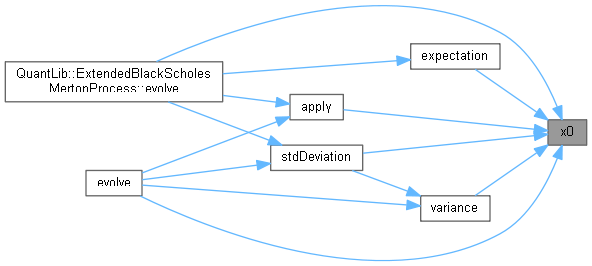 expectation
QuantLib::ExtendedBlackScholes
MertonProcess::evolve
apply
x0
stdDeviation
evolve
variance